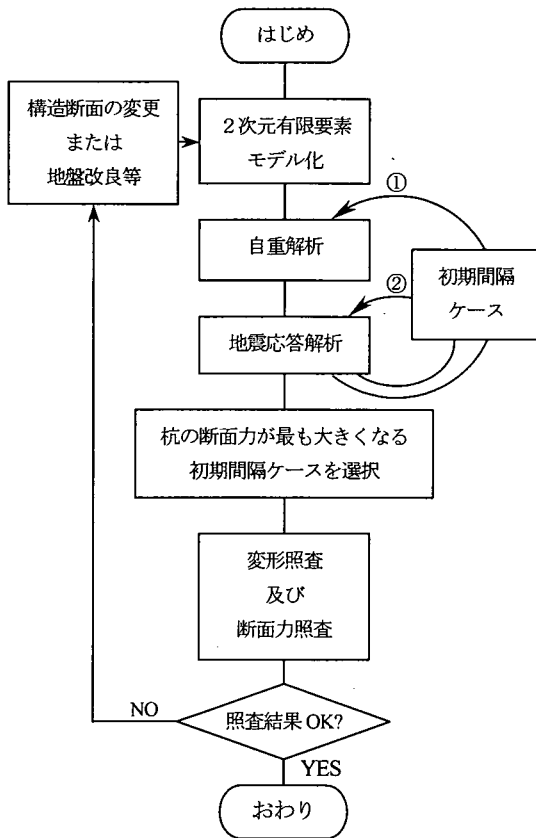 はじめ
構造断面の変更
または
地盤改良等
2次元有限要素
モデル化
①
自重解析
初期間隔
ケース
②
地震応答解析
杭の断面力が最も大きくなる
初期間隔ケースを選択
変形照査
及び
断面力照査
NO
照査結果 OK?
YES
おわり